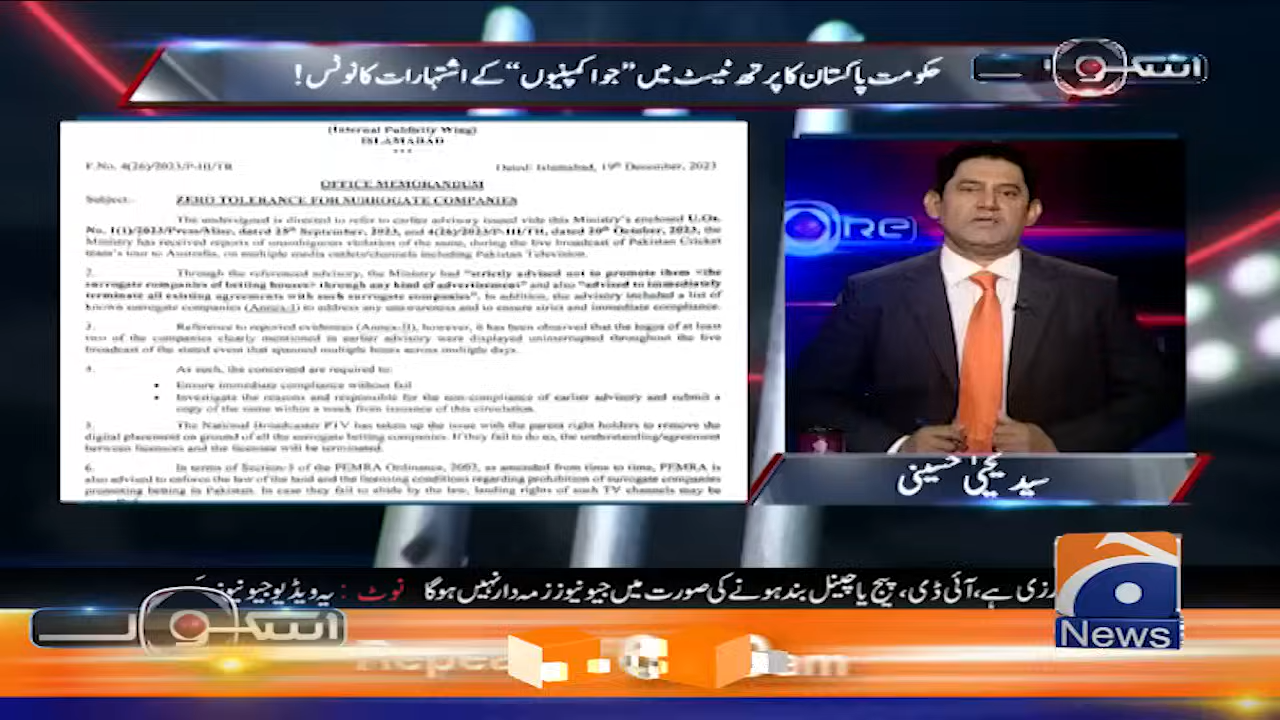 حکومت پاکستان کا پرتھ ٹیسٹ میں ”جوا کمپنیوں“ کے اشتہارات کا نوٹس !
اسکور
(Internal Publicity Wing)
ISLAMABAD
***
F.No. 4(26)/2023/P-III/TR
Dated: Islamabad, 19th December, 2023
OFFICE MEMORANDUM
Subject:- ZERO TOLERANCE FOR SURROGATE COMPANIES
The undersigned is directed to refer to earlier advisory issued vide this Ministry's enclosed U.Os.
No. 1(1)/2023/Press/Misc, dated 25th September, 2023, and 4(26)/2023/P-III/TR, dated 20th October, 2023, the
Ministry has received reports of unambiguous violation of the same, during the live broadcast of Pakistan Cricket
team's tour to Australia, on multiple media outlets/channels including Pakistan Television.
2. Through the referenced advisory, the Ministry had "strictly advised not to promote them <the
surrogate companies of betting houses> through any kind of advertisement" and also "advised to immediately
terminate all existing agreements with such surrogate companies". In addition, the advisory included a list of
known surrogate companies (Annex-I) to address any unawareness and to ensure strict and immediate compliance.
3. Reference to reported evidences (Annex-II), however, it has been observed that the logos of at least
two of the companies clearly mentioned in earlier advisory were displayed uninterrupted throughout the live
broadcast of the stated event that spanned multiple hours across multiple days.
4. As such, the concerned are required to:
• Ensure immediate compliance without fail
• Investigate the reasons and responsible for the non-compliance of earlier advisory and submit a
copy of the same within a week from issuance of this circulation.
5. The National Broadcaster PTV has taken up the issue with the parent right holders to remove the
digital placement on ground of all the surrogate betting companies. If they fail to do so, the understanding/agreement
between licensors and the licensee will be terminated.
6. In terms of Section-5 of the PEMRA Ordinance, 2002, as amended from time to time, PEMRA is
also advised to enforce the law of the land and the licensing conditions regarding prohibition of surrogate companies
promoting betting in Pakistan. In case they fail to abide by the law, landing rights of such TV channels may be
ore
سید یحییٰ حسینی
رزی ہے، آئی ڈی، پیج یا چینل بند ہونے کی صورت میں جیو نیوز زمہ دار نہیں ہوگا نوٹ : یہ ویڈیو جیو نیوز
News
اسکور
Repea
am